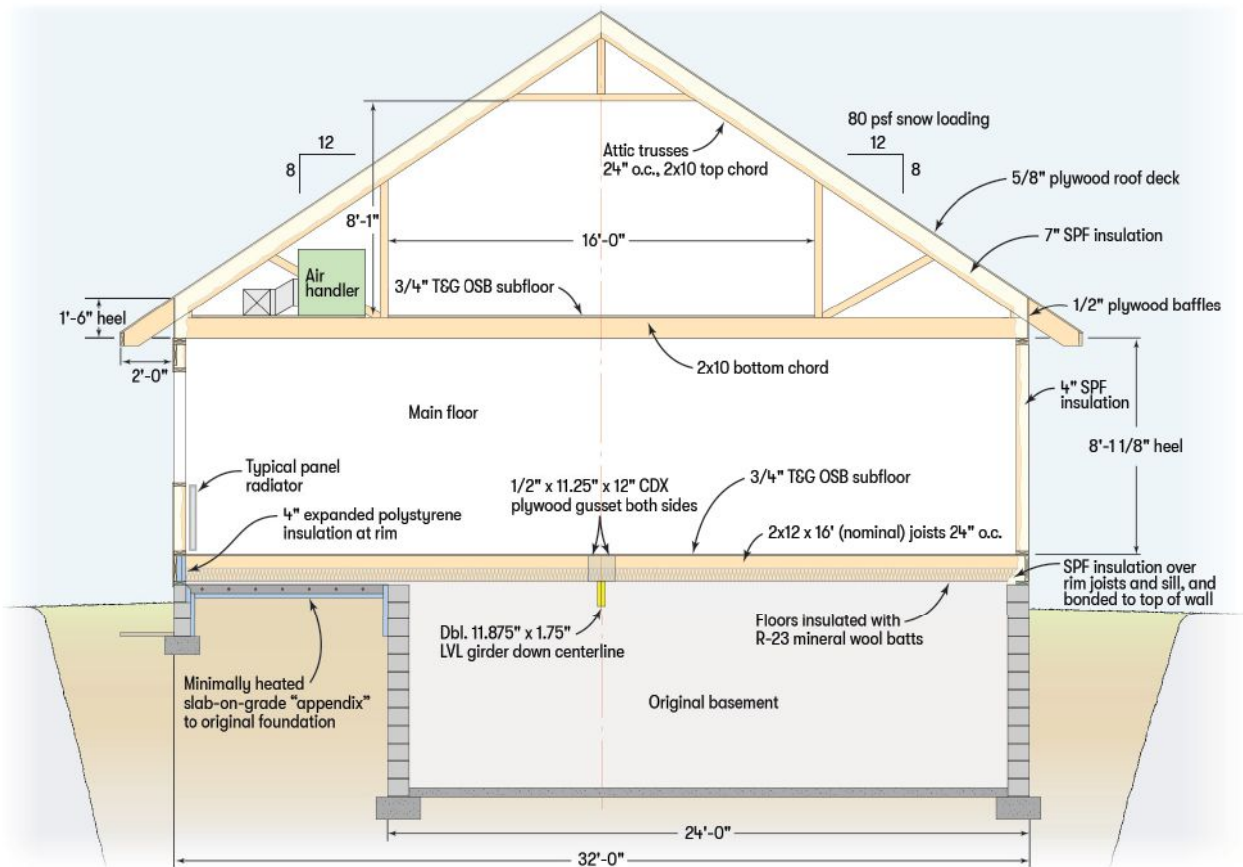 80 psf snow loading
12
8
12
8
Attic trusses
24" o.c., 2x10 top chord
5/8" plywood roof deck
8'-1"
7" SPF insulation
16'-0"
Air
handler
3/4" T&G OSB subfloor
1'-6" heel
1/2" plywood baffles
2'-0"
2x10 bottom chord
4" SPF
insulation
Main floor
8'-1 1/8" heel
Typical panel
radiator
1/2" x 11.25" x 12" CDX
plywood gusset both sides
3/4" T&G OSB subfloor
4" expanded polystyrene
insulation at rim
2x12 x 16' (nominal) joists 24" o.c.
SPF insulation over
rim joists and sill, and
bonded to top of wall
Dbl. 11.875" x 1.75"
LVL girder down centerline
Floors insulated with
R-23 mineral wool batts
Minimally heated
slab-on-grade “appendix”
to original foundation
Original basement
24'-0"
32'-0"